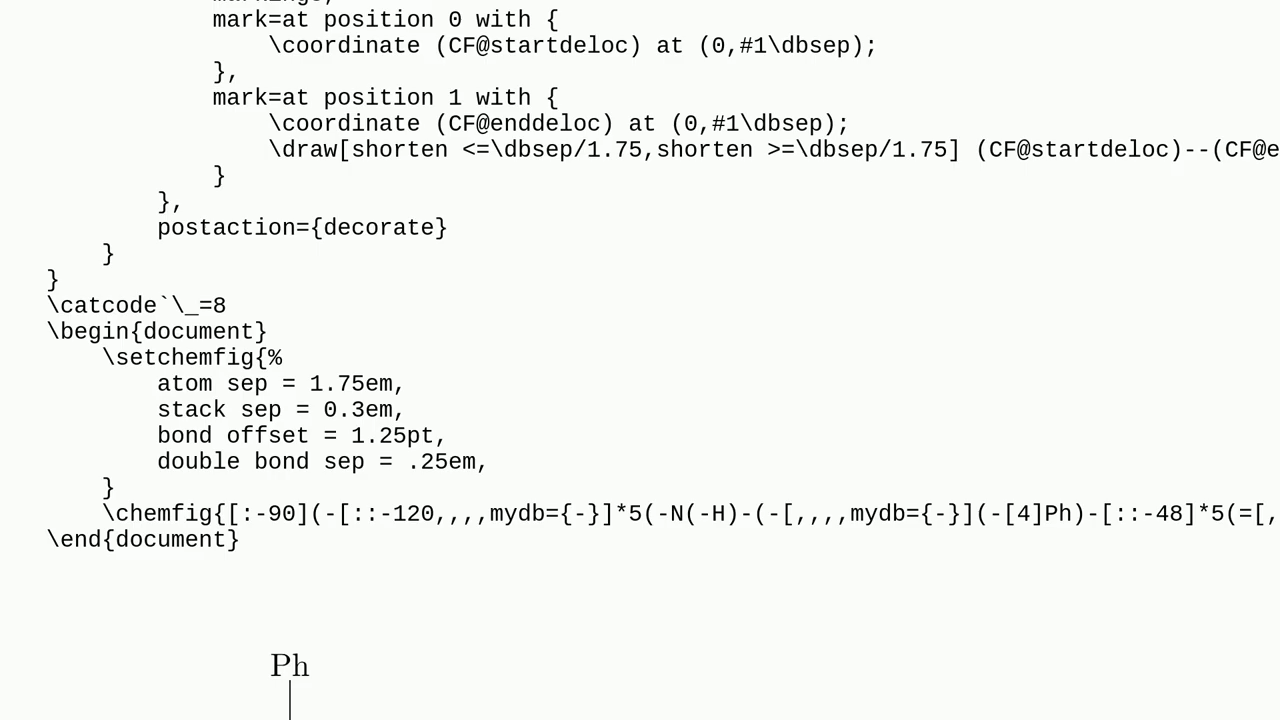 mark=at position 0 with {
\coordinate (CF@startdeloc) at (0,#1\dbsep);
},
mark=at position 1 with {
\coordinate (CF@enddeloc) at (0,#1\dbsep);
\draw[shorten <=\dbsep/1.75,shorten >=\dbsep/1.75] (CF@startdeloc)--(CF@e
}
},
postaction={decorate}
}
}
\catcode`\_=8
\begin{document}
\setchemfig{%
atom sep = 1.75em,
stack sep = 0.3em,
bond offset = 1.25pt,
double bond sep = .25em,
}
\chemfig{[:-90](-[::-120,,,,mydb={-}]*5(-N(-H)-(-[,,,,mydb={-}](-[4]Ph)-[::-48]*5(=[,
\end{document}
Ph